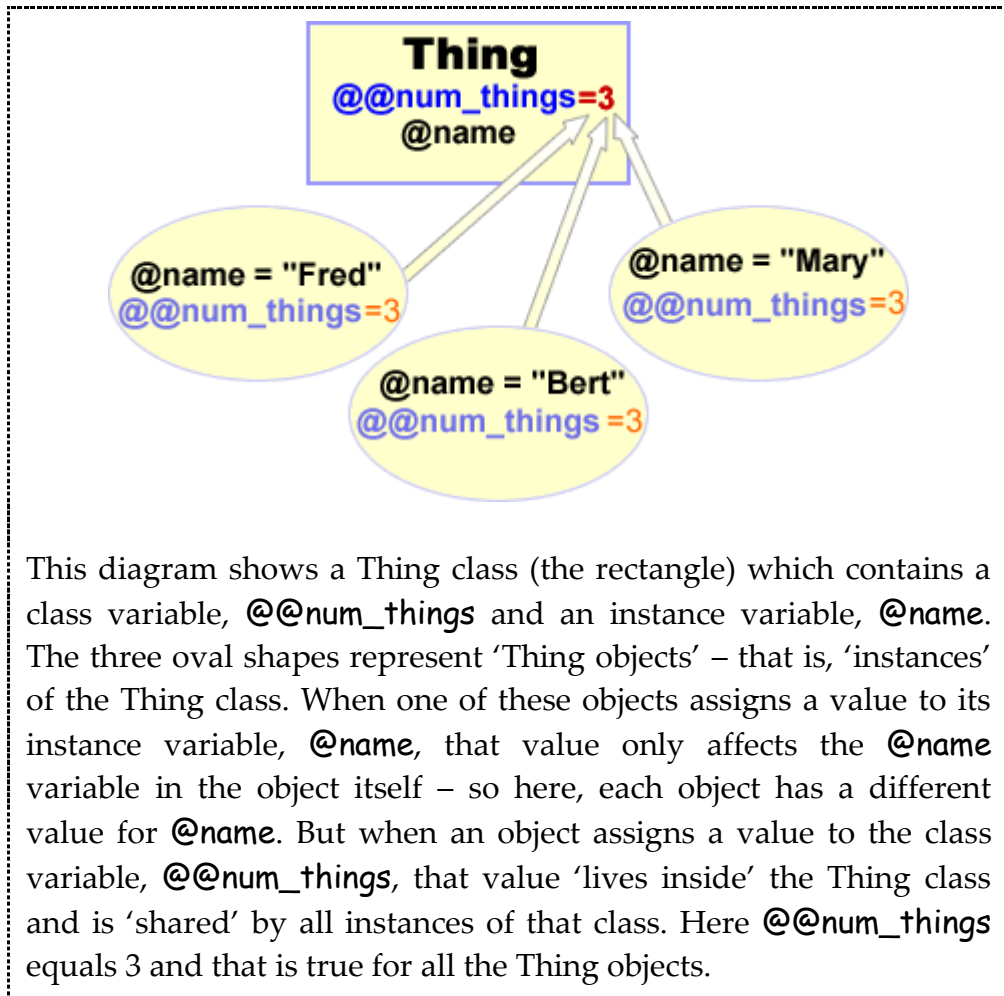 Thing
@@num_things=3
@name
@name = "Fred"
@@num_things=3
@name = "Mary"
@@num_things=3
@name = "Bert"
@@num_things =3
This diagram shows a Thing class (the rectangle) which contains a
class variable, @@num_things and an instance variable, @name.
The three oval shapes represent ‘Thing objects’ – that is, ‘instances’
of the Thing class. When one of these objects assigns a value to its
instance variable, @name, that value only affects the @name
variable in the object itself – so here, each object has a different
value for @name. But when an object assigns a value to the class
variable, @@num_things, that value ‘lives inside’ the Thing class
and is ‘shared’ by all instances of that class. Here @@num_things
equals 3 and that is true for all the Thing objects.